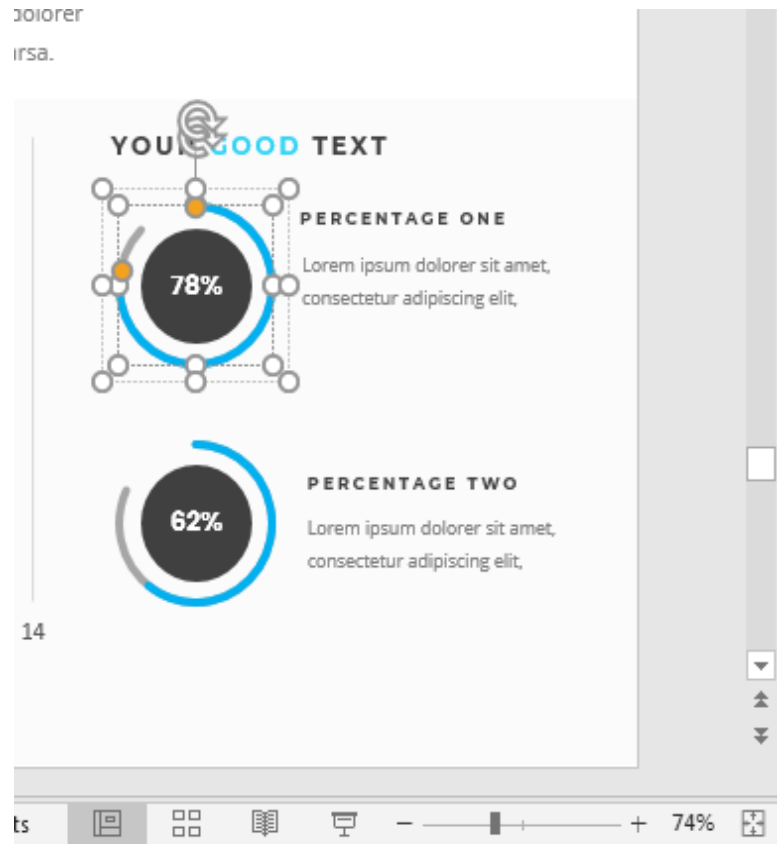 dolorer
ursa.
YOUR GOOD TEXT
PERCENTAGE ONE
Lorem ipsum dolorer sit amet,
consectetur adipiscing elit,
78%
PERCENTAGE TWO
Lorem ipsum dolorer sit amet,
consectetur adipiscing elit,
62%
14
ts
74%